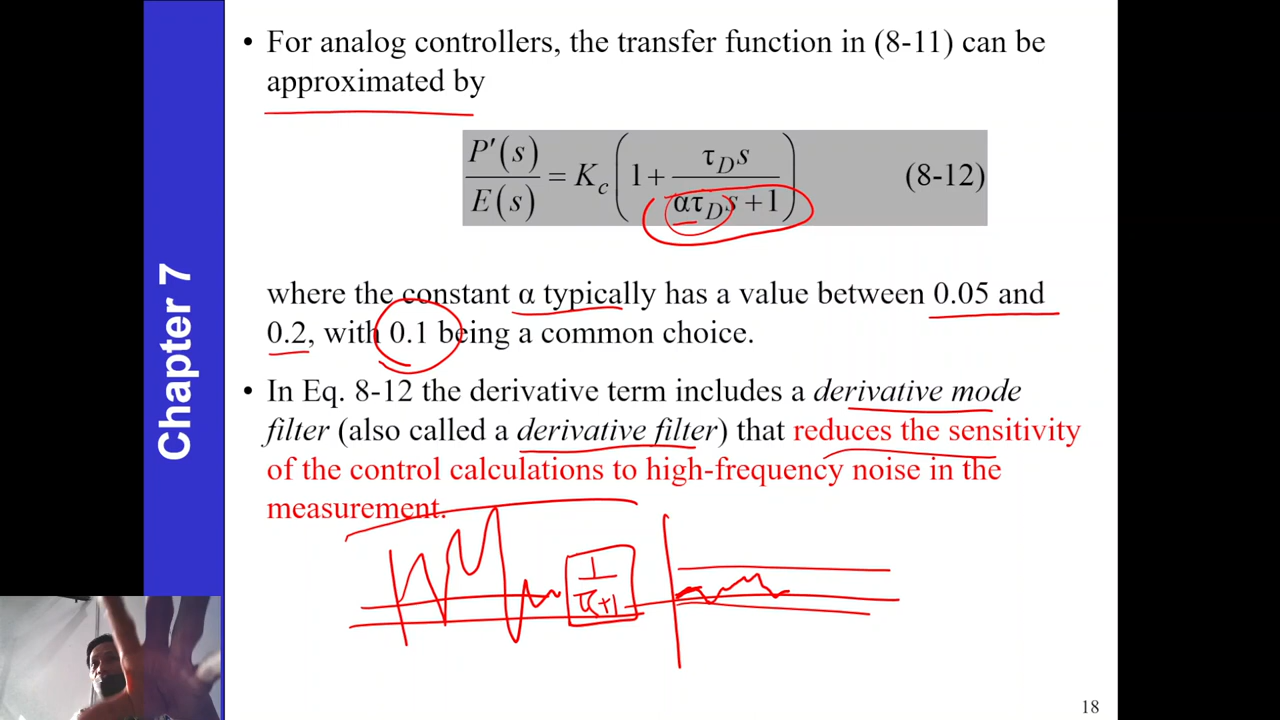 • For analog controllers, the transfer function in (8-11) can be
approximated by
P′(s)/E(s) = K_c (1 + τ_D s/(ατ_D s + 1)) (8-12)
where the constant α typically has a value between 0.05 and
0.2, with 0.1 being a common choice.
• In Eq. 8-12 the derivative term includes a derivative mode
filter (also called a derivative filter) that reduces the sensitivity
of the control calculations to high-frequency noise in the
measurement.
Chapter 7
18